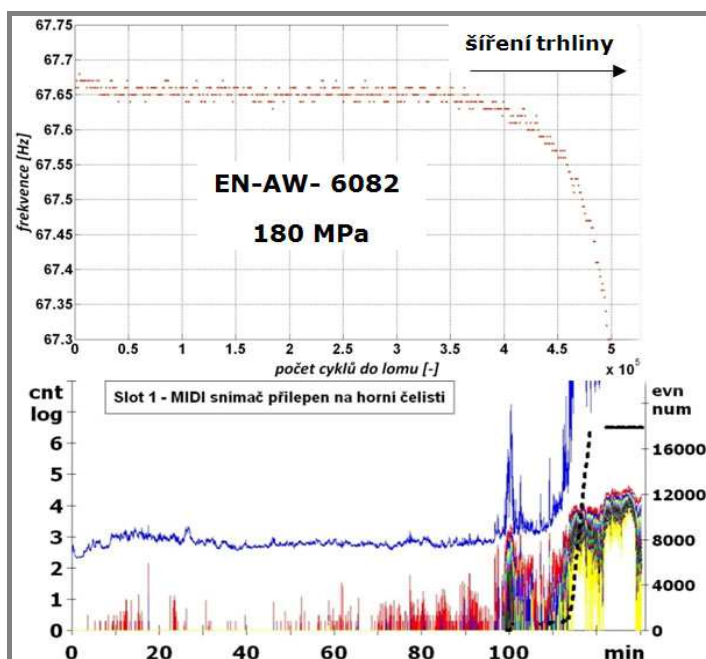 67.75
67.7
67.65
67.6
67.55
67.5
67.45
67.4
67.35
67.3
frekvence [Hz]
šíření trhliny
EN-AW- 6082
180 MPa
0 0.5 1 1.5 2 2.5 3 3.5 4 4.5 5
x 10⁵
počet cyklů do lomu [-]
cnt
log
6
5
4
3
2
1
0
Slot 1 - MIDI snímač přilepen na horni čelisti
evn
num
16000
12000
8000
4000
0
0 20 40 60 80 100 min